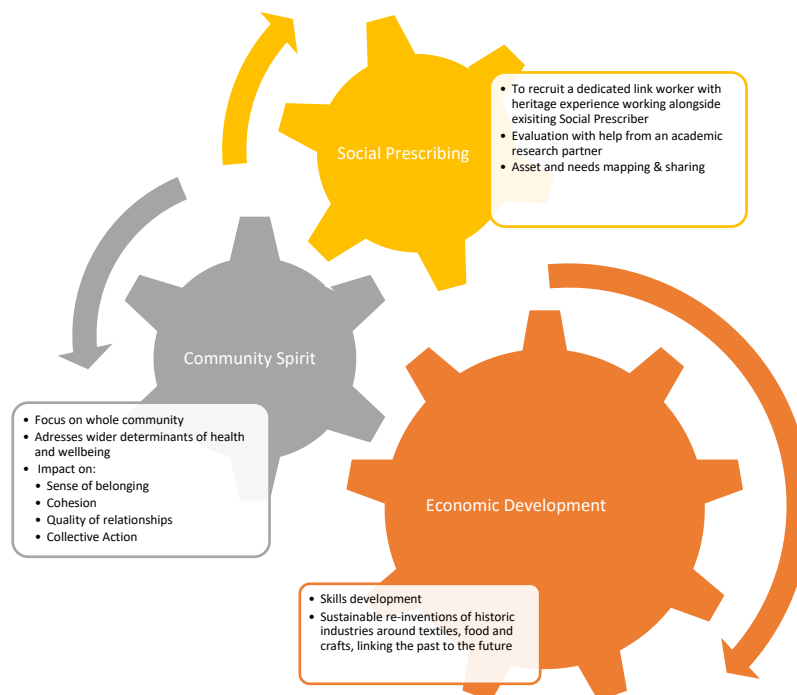 Social Prescribing
• To recruit a dedicated link worker with
heritage experience working alongside
exisiting Social Prescriber
• Evaluation with help from an academic
research partner
• Asset and needs mapping & sharing
Community Spirit
• Focus on whole community
• Adresses wider determinants of health
and wellbeing
• Impact on:
• Sense of belonging
• Cohesion
• Quality of relationships
• Collective Action
Economic Development
• Skills development
• Sustainable re-inventions of historic
industries around textiles, food and
crafts, linking the past to the future